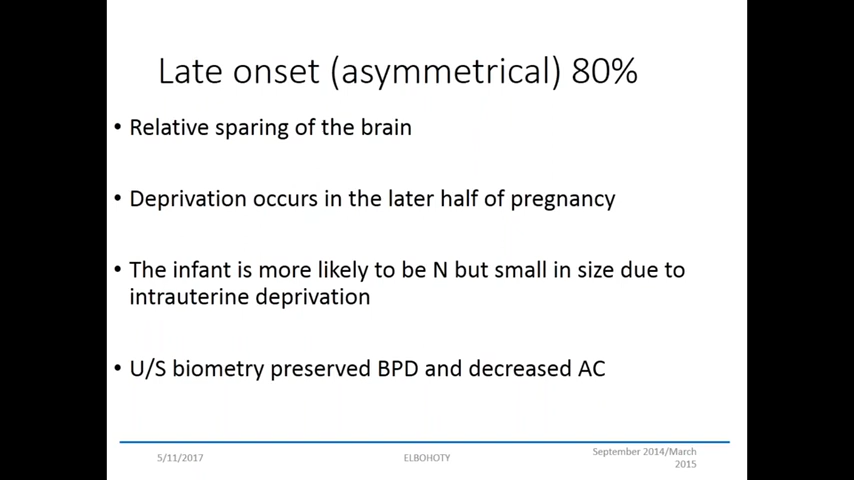 Late onset (asymmetrical) 80%
• Relative sparing of the brain
• Deprivation occurs in the later half of pregnancy
• The infant is more likely to be N but small in size due to
intrauterine deprivation
• U/S biometry preserved BPD and decreased AC
5/11/2017
ELBOHOTY
September 2014/March
2015